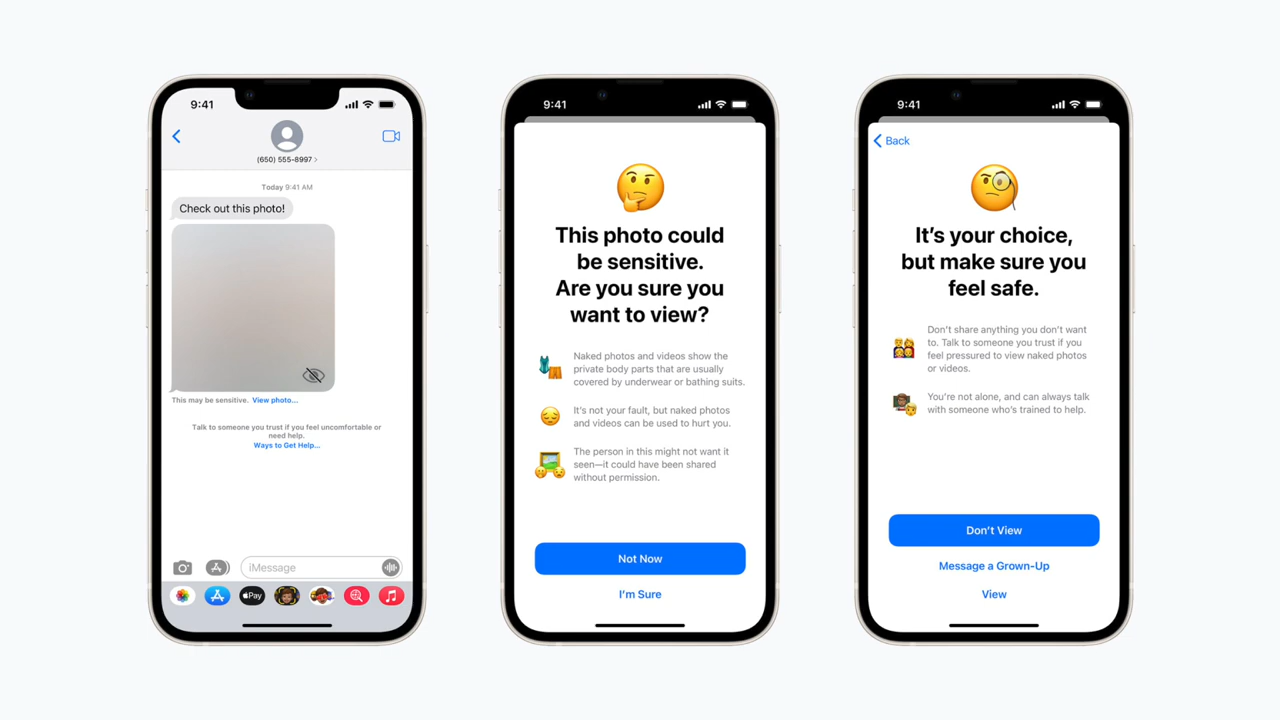 9:41
(650) 555-8997 >
Today 9:41 AM
Check out this photo!
This may be sensitive. View photo...
Talk to someone you trust if you feel uncomfortable or
need help.
Ways to Get Help...
iMessage
Pay
9:41
This photo could
be sensitive.
Are you sure you
want to view?
Naked photos and videos show the
private body parts that are usually
covered by underwear or bathing suits.
It's not your fault, but naked photos
and videos can be used to hurt you.
The person in this might not want it
seen—it could have been shared
without permission.
Not Now
I'm Sure
9:41
Back
It's your choice,
but make sure you
feel safe.
Don't share anything you don't want
to. Talk to someone you trust if you
feel pressured to view naked photos
or videos.
You're not alone, and can always talk
with someone who's trained to help.
Don't View
Message a Grown-Up
View